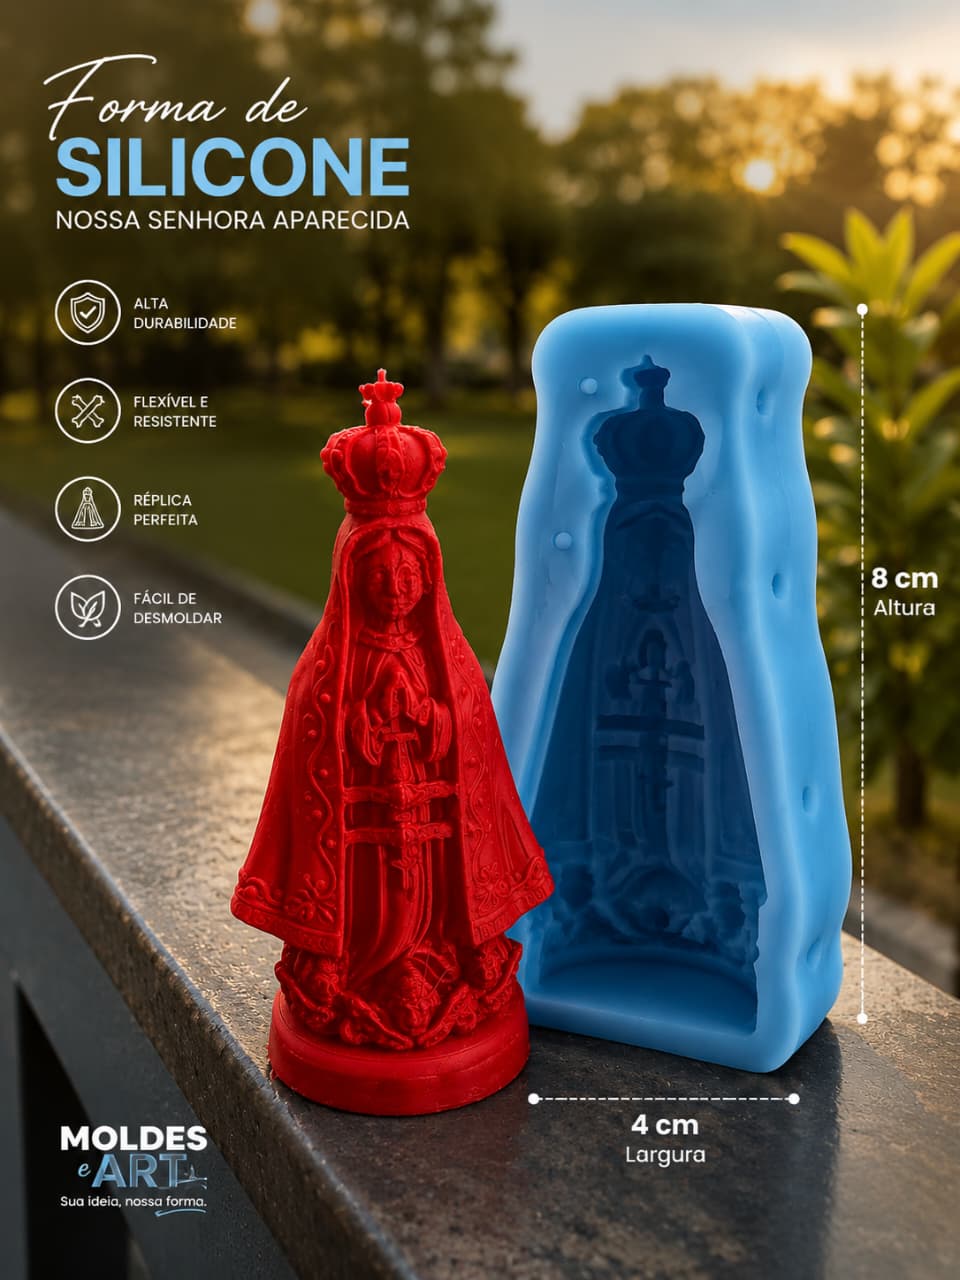 Forma de
SILICONE
NOSSA SENHORA APARECIDA
ALTA
DURABILIDADE
FLEXÍVEL E
RESISTENTE
RÉPLICA
PERFEITA
FÁCIL DE
DESMOLDAR
8 cm
Altura
4 cm
Largura
MOLDES
e ART
Sua ideia, nossa forma.